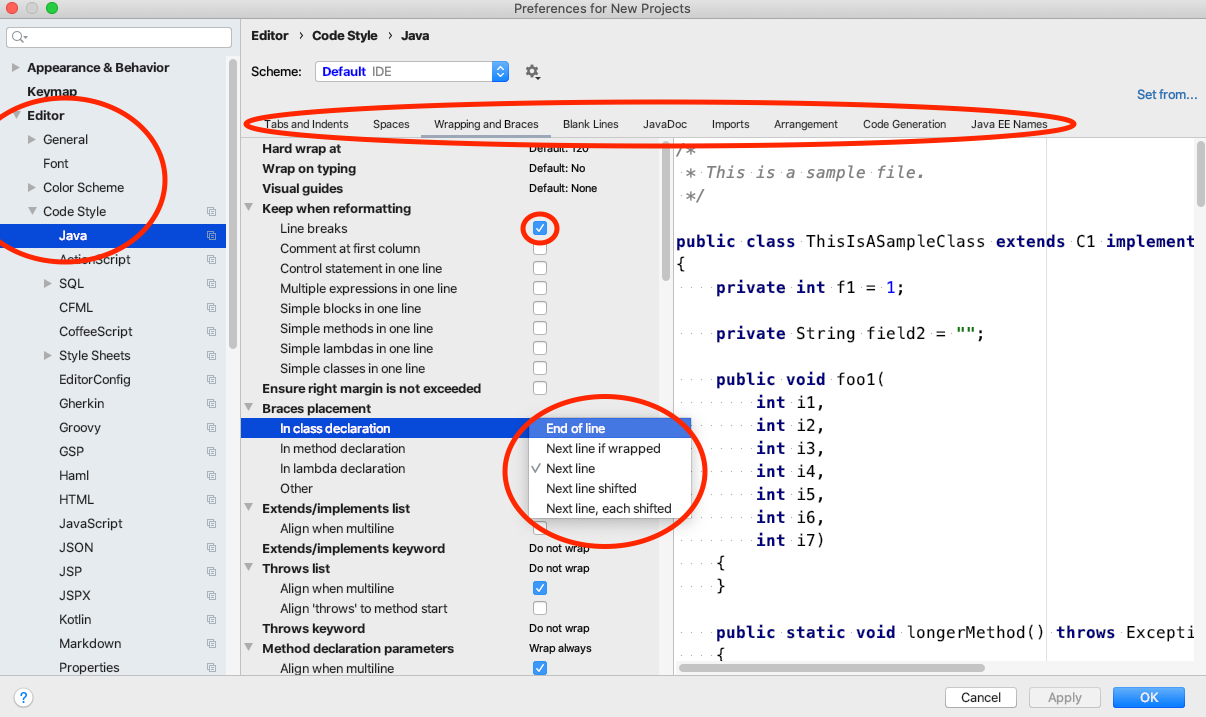 Preferences for New Projects
Appearance & Behavior
Keymap
Editor
General
Font
Color Scheme
Code Style
Java
ActionScript
SQL
CFML
CoffeeScript
Style Sheets
EditorConfig
Gherkin
Groovy
GSP
Haml
HTML
JavaScript
JSON
JSP
JSPX
Kotlin
Markdown
Properties
Editor › Code Style › Java
Scheme: Default IDE
Set from...
Tabs and Indents Spaces Wrapping and Braces Blank Lines JavaDoc Imports Arrangement Code Generation Java EE Names
Hard wrap at Default: 120
Wrap on typing Default: No
Visual guides Default: None
Keep when reformatting
Line breaks
Comment at first column
Control statement in one line
Multiple expressions in one line
Simple blocks in one line
Simple methods in one line
Simple lambdas in one line
Simple classes in one line
Ensure right margin is not exceeded
Braces placement
In class declaration
In method declaration
In lambda declaration
Other
End of line
Next line if wrapped
Next line
Next line shifted
Next line, each shifted
Extends/implements list
Align when multiline
Extends/implements keyword Do not wrap
Throws list Do not wrap
Align when multiline
Align 'throws' to method start
Throws keyword Do not wrap
Method declaration parameters Wrap always
Align when multiline
/*
 * This is a sample file.
 */
public class ThisIsASampleClass extends C1 implement
{
    private int f1 = 1;
    private String field2 = "";
    public void foo1(
        int i1,
        int i2,
        int i3,
        int i4,
        int i5,
        int i6,
        int i7)
    {
    }
    public static void longerMethod() throws Excepti
    {
? Cancel Apply OK